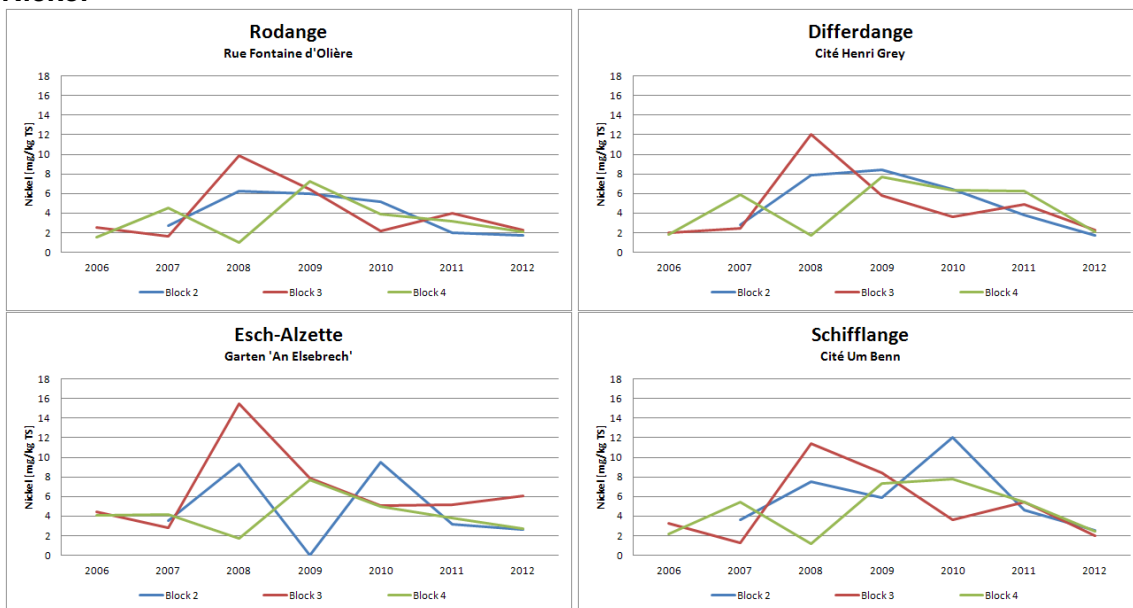 Rodange
Rue Fontaine d'Olière
Nickel [mg/kg TS]
18
16
14
12
10
8
6
4
2
0
2006 2007 2008 2009 2010 2011 2012
Block 2 Block 3 Block 4
Differdange
Cité Henri Grey
Nickel [mg/kg TS]
18
16
14
12
10
8
6
4
2
0
2006 2007 2008 2009 2010 2011 2012
Block 2 Block 3 Block 4
Esch-Alzette
Garten 'An Elsebrech'
Nickel [mg/kg TS]
18
16
14
12
10
8
6
4
2
0
2006 2007 2008 2009 2010 2011 2012
Block 2 Block 3 Block 4
Schifflange
Cité Um Benn
Nickel [mg/kg TS]
18
16
14
12
10
8
6
4
2
0
2006 2007 2008 2009 2010 2011 2012
Block 2 Block 3 Block 4